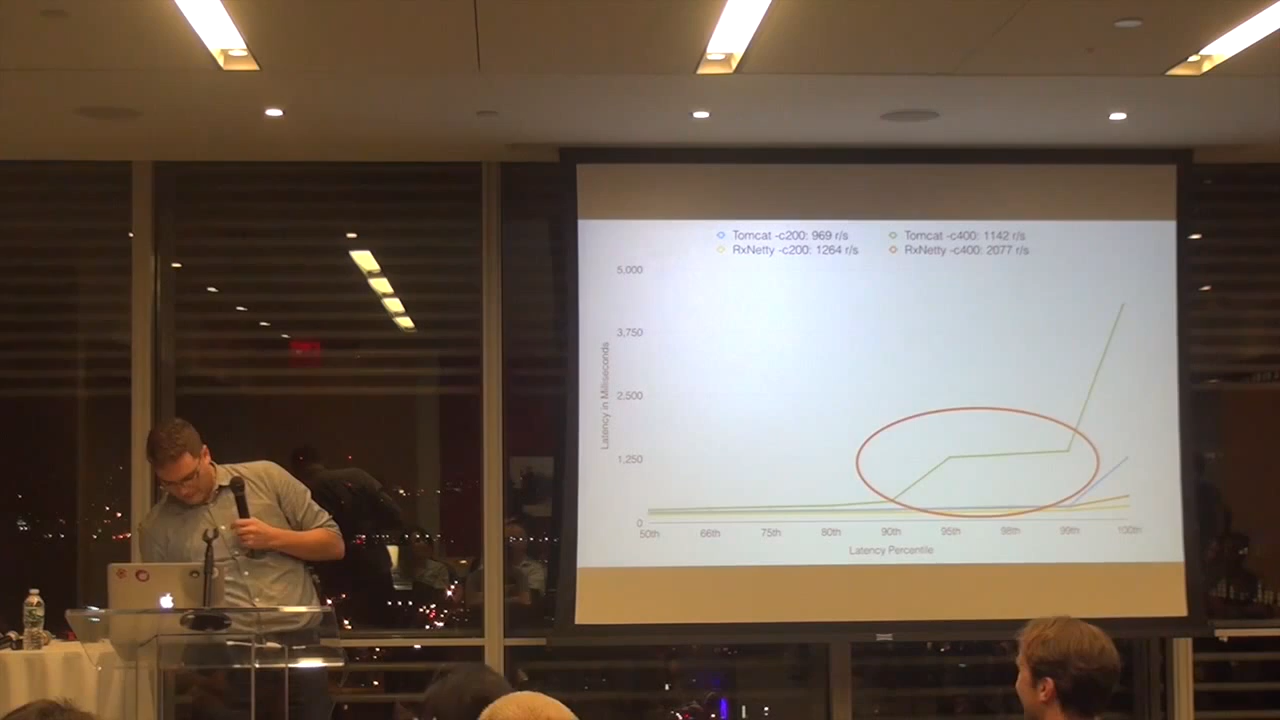 Tomcat -c200: 969 r/s Tomcat -c400: 1142 r/s
RxNetty -c200: 1264 r/s RxNetty -c400: 2077 r/s
5,000
3,750
2,500
1,250
0
Latency in Milliseconds
50th 66th 75th 80th 90th 95th 98th 99th 100th
Latency Percentile